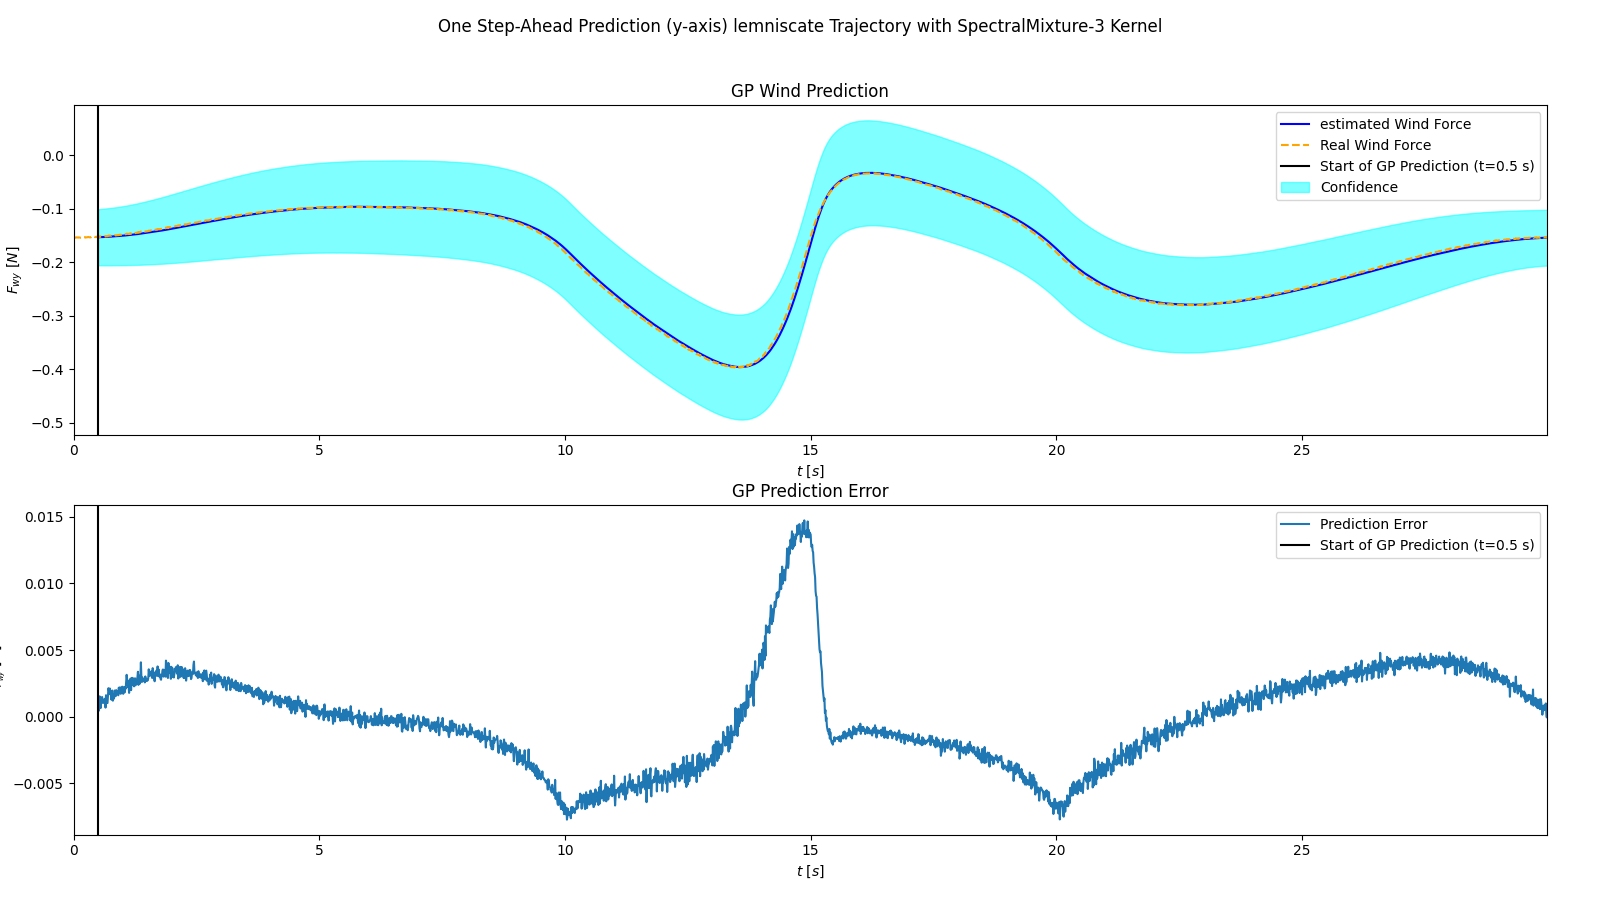 One Step-Ahead Prediction (y-axis) lemniscate Trajectory with SpectralMixture-3 Kernel
GP Wind Prediction
estimated Wind Force
Real Wind Force
Start of GP Prediction (t=0.5 s)
Confidence
0.0
−0.1
−0.2
−0.3
−0.4
−0.5
F_wy [N]
0 5 10 15 20 25
t [s]
GP Prediction Error
Prediction Error
Start of GP Prediction (t=0.5 s)
0.015
0.010
0.005
0.000
−0.005
0 5 10 15 20 25
t [s]